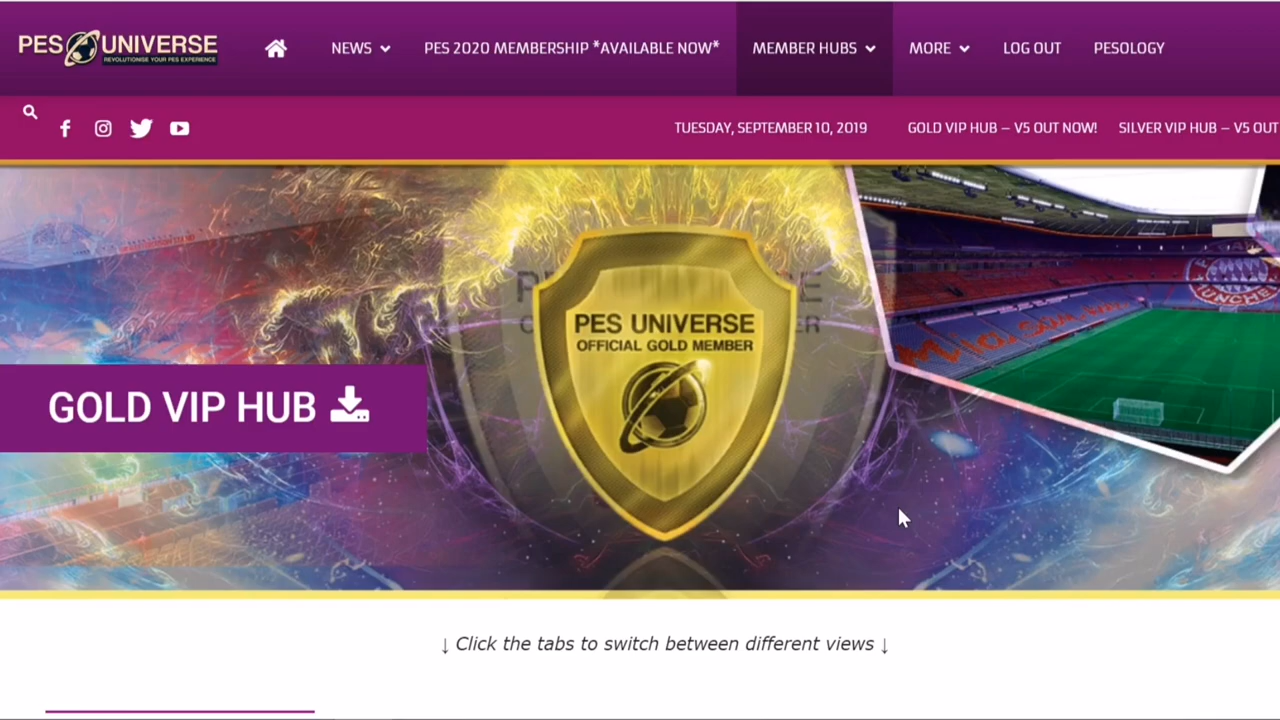 PES UNIVERSE
REVOLUTIONISE YOUR PES EXPERIENCE
NEWS
PES 2020 MEMBERSHIP *AVAILABLE NOW*
MEMBER HUBS
MORE
LOG OUT
PESOLOGY
TUESDAY, SEPTEMBER 10, 2019
GOLD VIP HUB – V5 OUT NOW!
SILVER VIP HUB – V5 OUT
PES UNIVERSE
OFFICIAL GOLD MEMBER
GOLD VIP HUB
↓ Click the tabs to switch between different views ↓